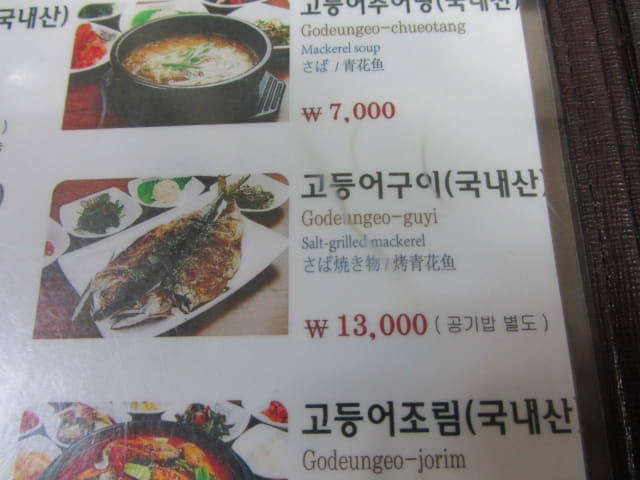 국내산)
고등어추어탕(국내산)
Godeungeo-chueotang
Mackerel soup
さば / 青花鱼
₩ 7,000
고등어구이(국내산)
Godeungeo-guyi
Salt-grilled mackerel
さば焼き物 / 烤青花鱼
₩ 13,000 ( 공기밥 별도 )
고등어조림(국내산
Godeungeo-jorim